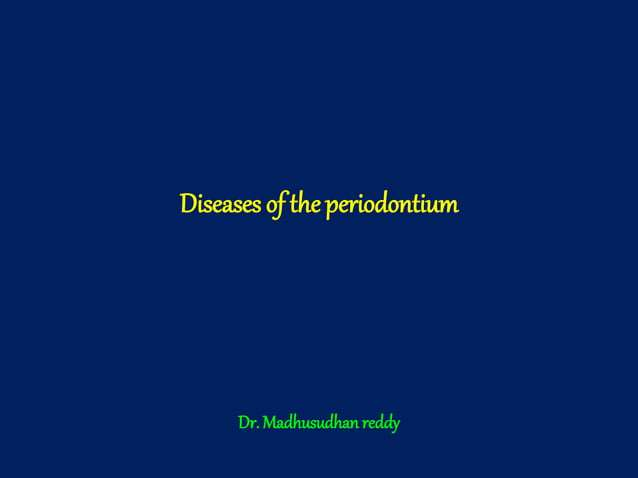 Diseases of the periodontium
Dr. Madhusudhan reddy